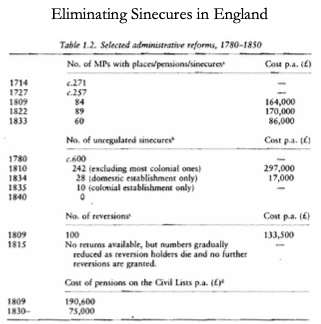 Eliminating Sinecures in England
Table 1.2. Selected administrative reforms, 1780–1850
No. of MPs with places/pensions/sinecuresᵃ Cost p.a. (£)
1714 c.271 —
1727 c.257 —
1809 84 164,000
1822 89 170,000
1833 60 86,000
No. of unregulated sinecuresᵇ Cost p.a. (£)
1780 c.600 —
1810 242 (excluding most colonial ones) 297,000
1834 28 (domestic establishment only) 17,000
1835 10 (colonial establishment only) —
1840 0
No. of reversionsᶜ Cost p.a. (£)
1809 100 133,500
1815 No returns available, but numbers gradually —
reduced as reversion holders die and no further
reversions are granted.
Cost of pensions on the Civil Lists p.a. (£)ᵈ
1809 190,600
1830– 75,000